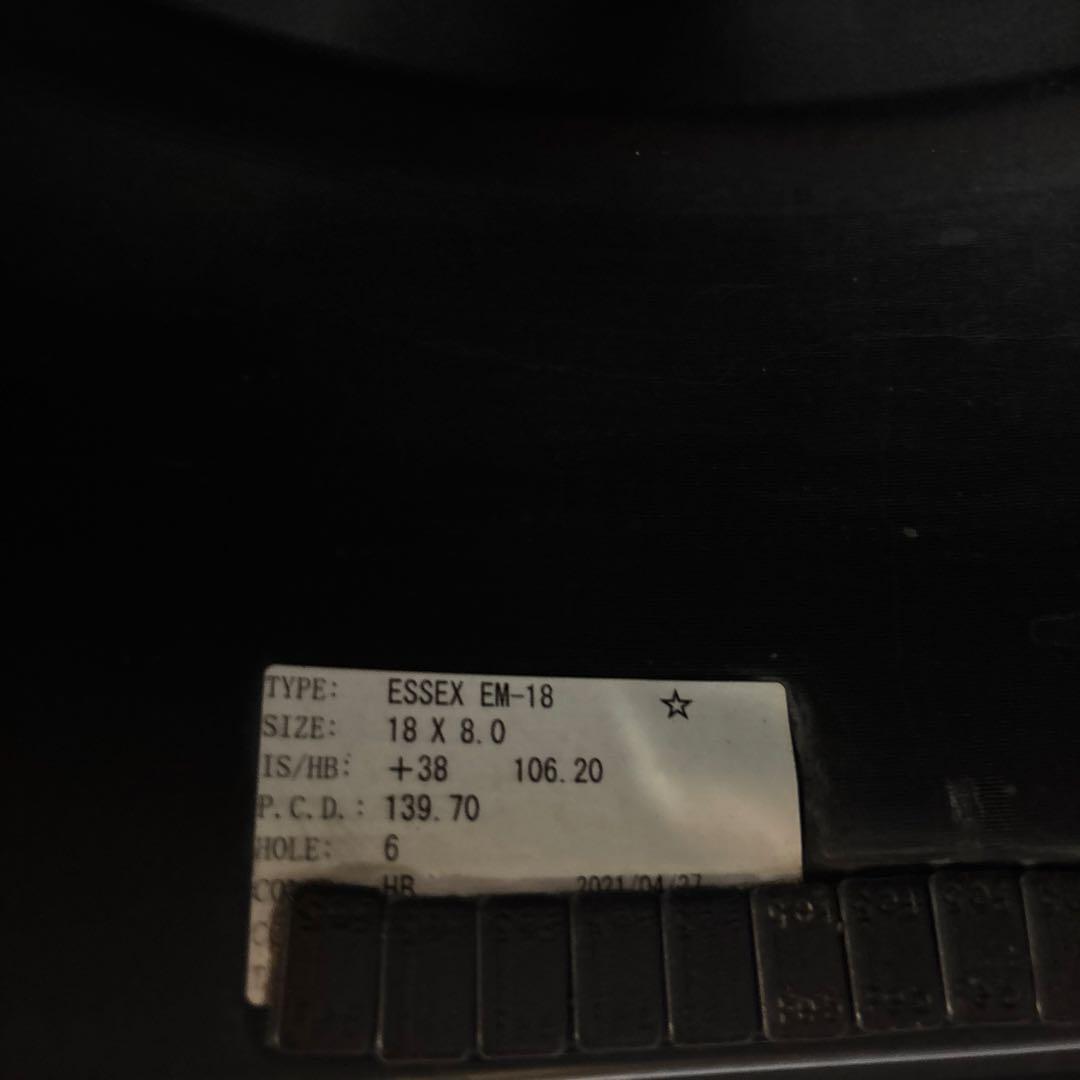 TYPE: ESSEX EM-18 ☆
SIZE: 18 X 8.0
IS/HB: +38 106.20
P.C.D.: 139.70
HOLE: 6
HB 2021/04/27